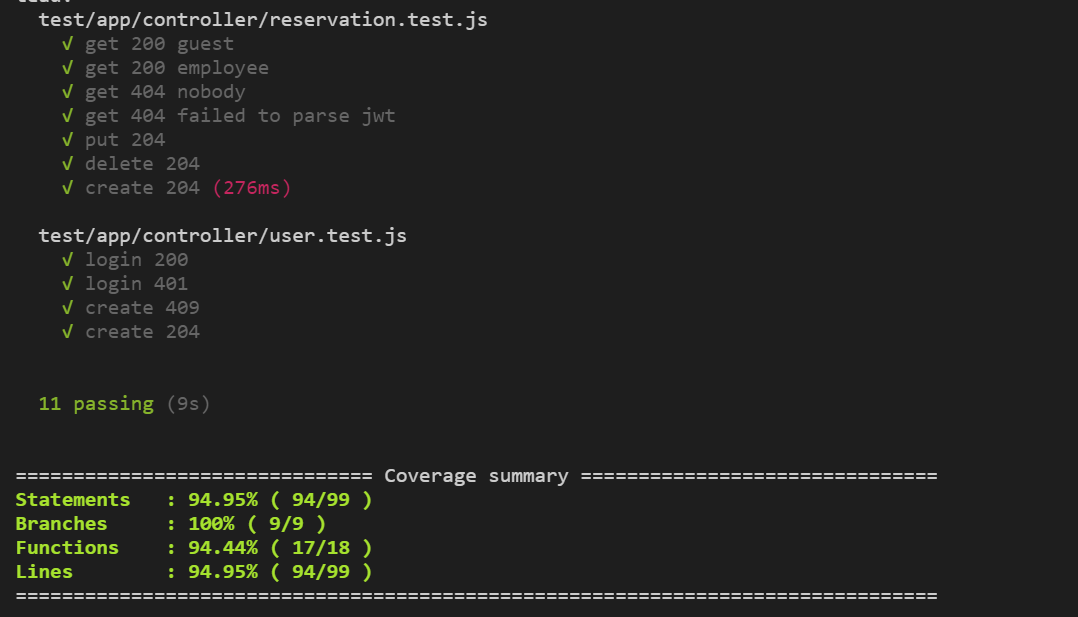 test/app/controller/reservation.test.js
√ get 200 guest
√ get 200 employee
√ get 404 nobody
√ get 404 failed to parse jwt
√ put 204
√ delete 204
√ create 204 (276ms)
test/app/controller/user.test.js
√ login 200
√ login 401
√ create 409
√ create 204
11 passing (9s)
=============================== Coverage summary ===============================
Statements   : 94.95% ( 94/99 )
Branches     : 100% ( 9/9 )
Functions    : 94.44% ( 17/18 )
Lines        : 94.95% ( 94/99 )
================================================================================